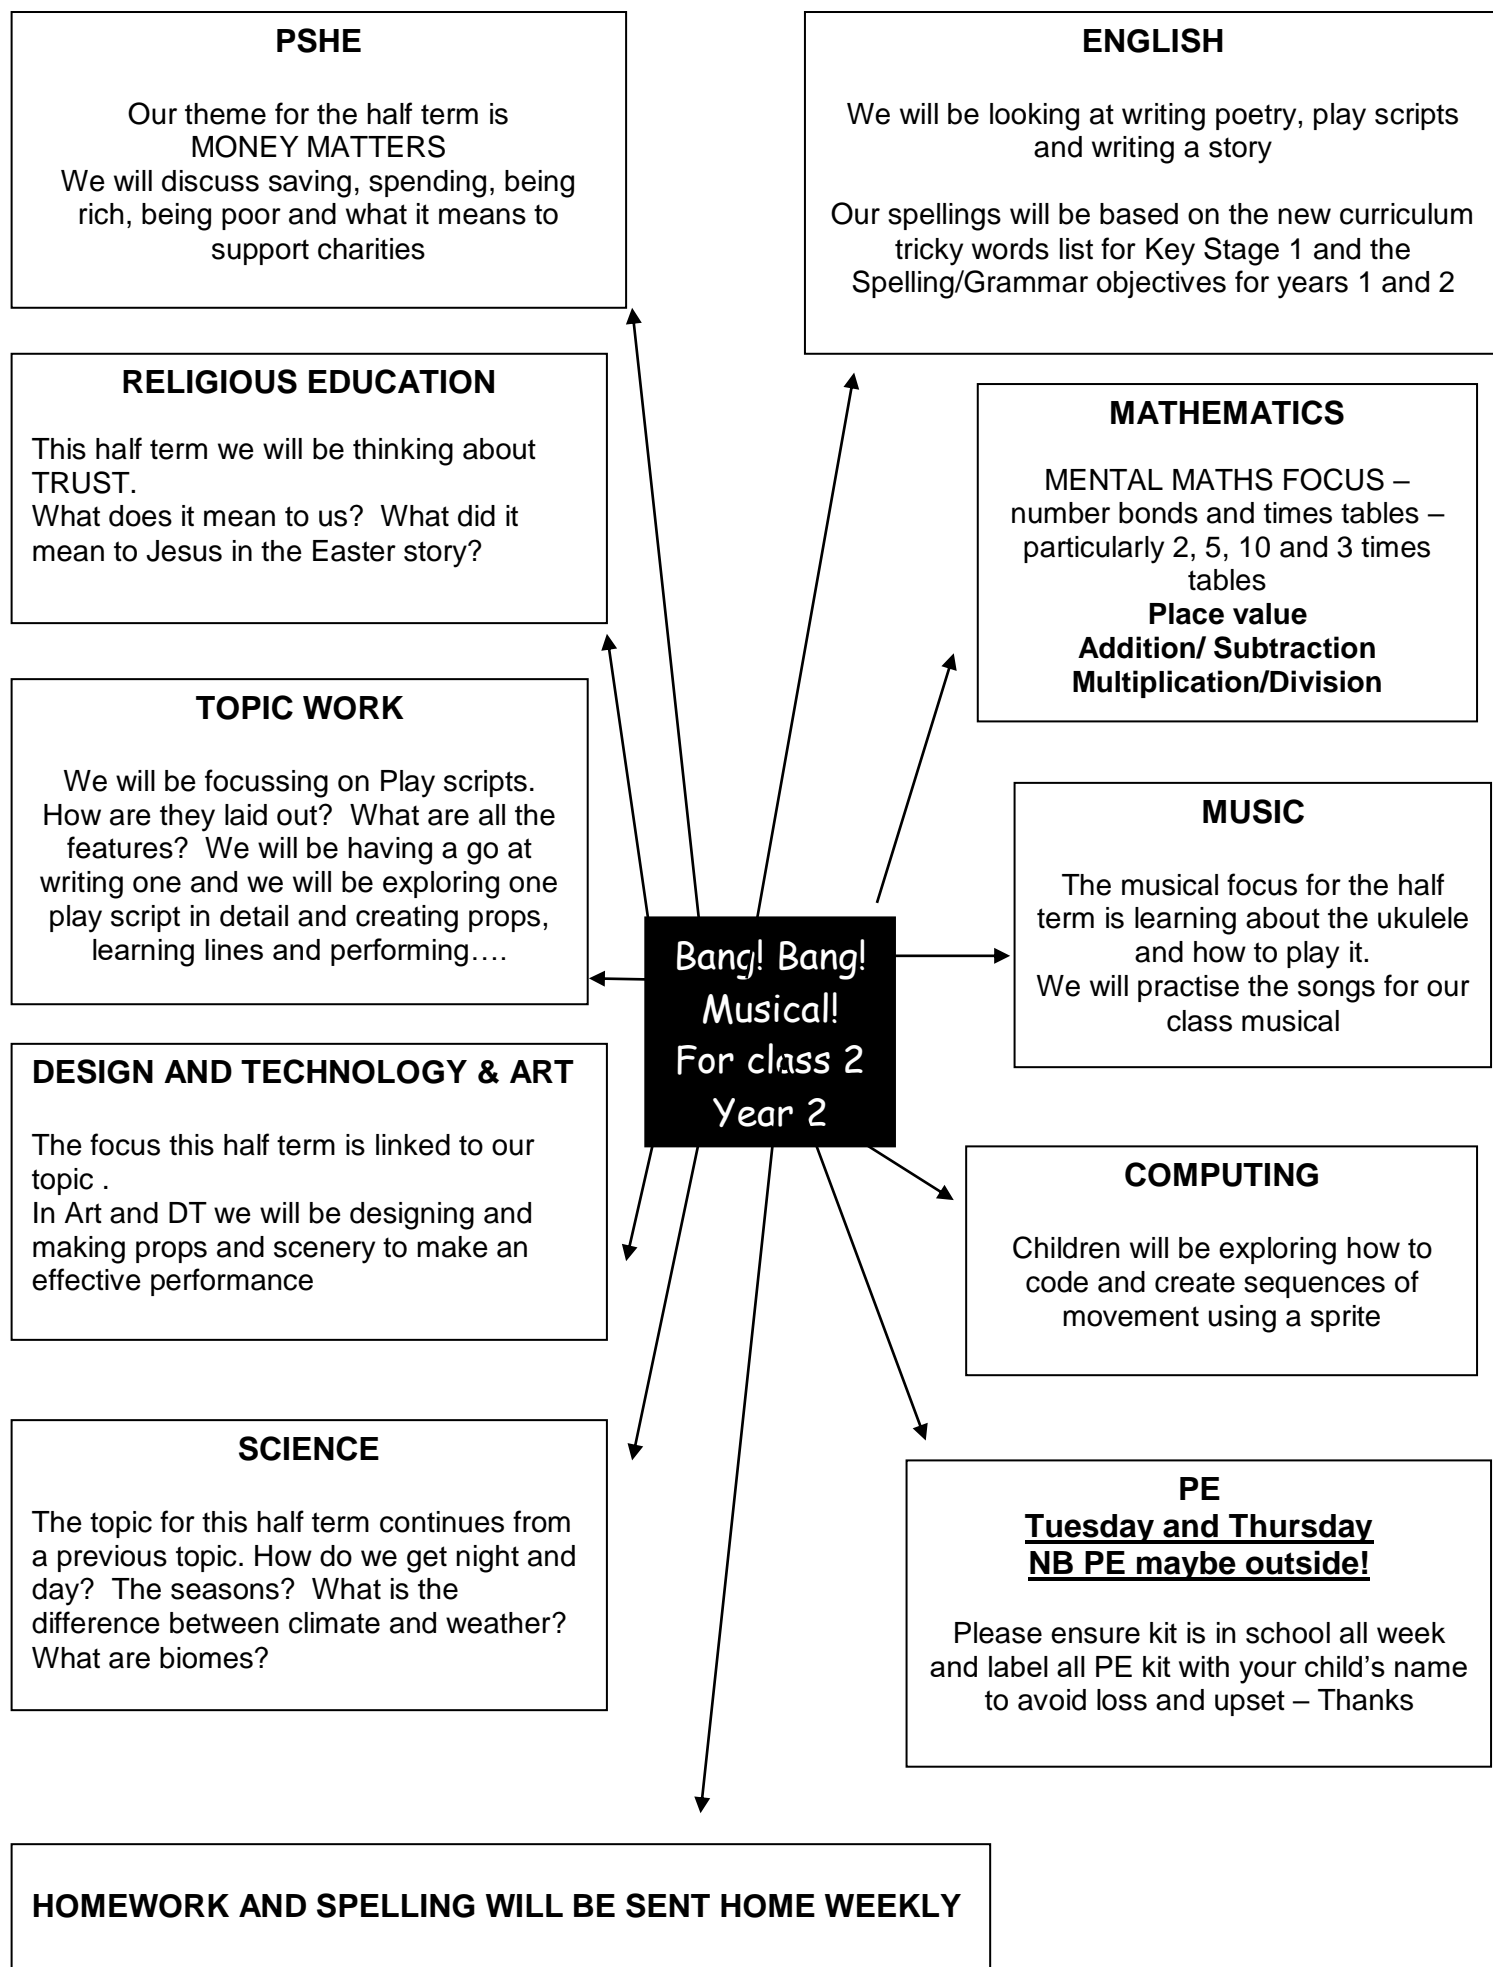 PSHE
Our theme for the half term is
MONEY MATTERS
We will discuss saving, spending, being
rich, being poor and what it means to
support charities
ENGLISH
We will be looking at writing poetry, play scripts
and writing a story
Our spellings will be based on the new curriculum
tricky words list for Key Stage 1 and the
Spelling/Grammar objectives for years 1 and 2
RELIGIOUS EDUCATION
This half term we will be thinking about
TRUST.
What does it mean to us?  What did it
mean to Jesus in the Easter story?
MATHEMATICS
MENTAL MATHS FOCUS –
number bonds and times tables –
particularly 2, 5, 10 and 3 times
tables
Place value
Addition/ Subtraction
Multiplication/Division
TOPIC WORK
We will be focussing on Play scripts.
How are they laid out?  What are all the
features?  We will be having a go at
writing one and we will be exploring one
play script in detail and creating props,
learning lines and performing….
MUSIC
The musical focus for the half
term is learning about the ukulele
and how to play it.
We will practise the songs for our
class musical
Bang! Bang!
Musical!
For class 2
Year 2
DESIGN AND TECHNOLOGY & ART
The focus this half term is linked to our
topic .
In Art and DT we will be designing and
making props and scenery to make an
effective performance
COMPUTING
Children will be exploring how to
code and create sequences of
movement using a sprite
SCIENCE
The topic for this half term continues from
a previous topic. How do we get night and
day?  The seasons?  What is the
difference between climate and weather?
What are biomes?
PE
Tuesday and Thursday
NB PE maybe outside!
Please ensure kit is in school all week
and label all PE kit with your child’s name
to avoid loss and upset – Thanks
HOMEWORK AND SPELLING WILL BE SENT HOME WEEKLY